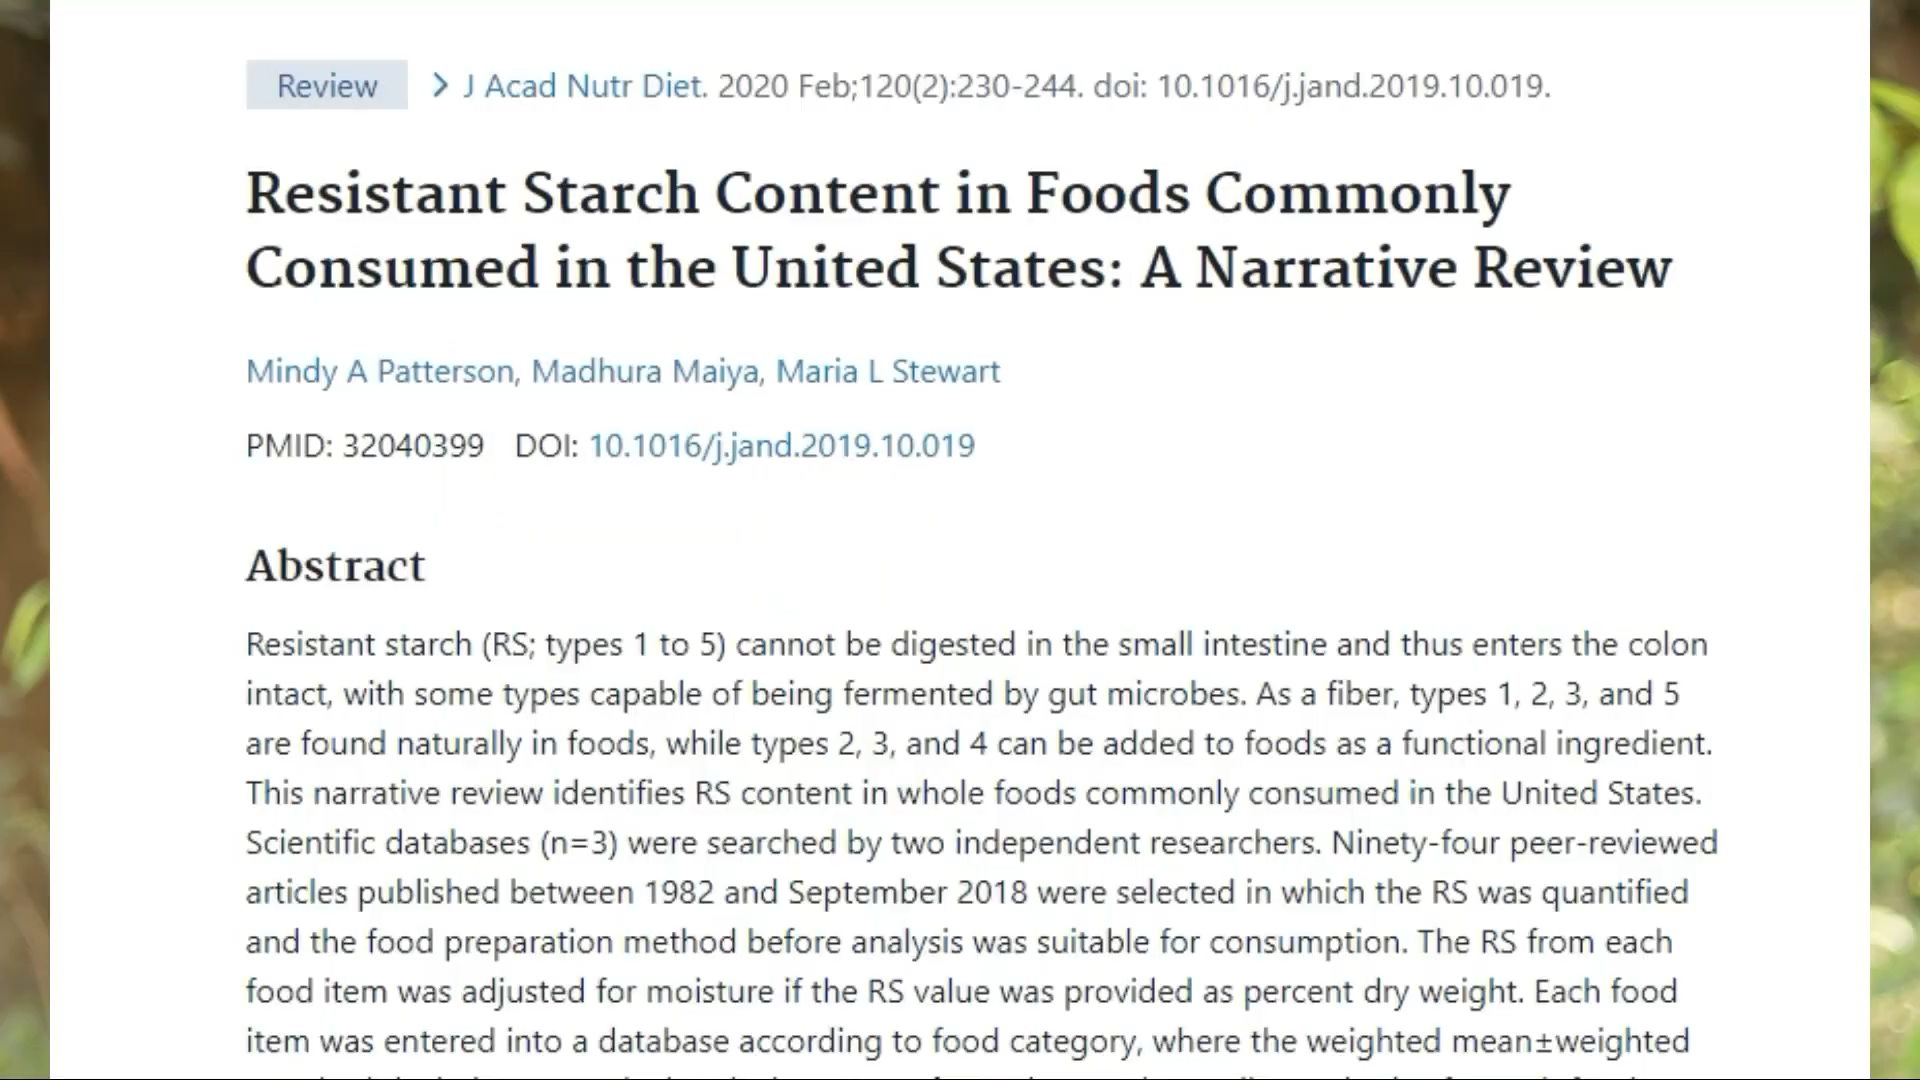 Review > J Acad Nutr Diet. 2020 Feb;120(2):230-244. doi: 10.1016/j.jand.2019.10.019.
Resistant Starch Content in Foods Commonly
Consumed in the United States: A Narrative Review
Mindy A Patterson, Madhura Maiya, Maria L Stewart
PMID: 32040399 DOI: 10.1016/j.jand.2019.10.019
Abstract
Resistant starch (RS; types 1 to 5) cannot be digested in the small intestine and thus enters the colon
intact, with some types capable of being fermented by gut microbes. As a fiber, types 1, 2, 3, and 5
are found naturally in foods, while types 2, 3, and 4 can be added to foods as a functional ingredient.
This narrative review identifies RS content in whole foods commonly consumed in the United States.
Scientific databases (n=3) were searched by two independent researchers. Ninety-four peer-reviewed
articles published between 1982 and September 2018 were selected in which the RS was quantified
and the food preparation method before analysis was suitable for consumption. The RS from each
food item was adjusted for moisture if the RS value was provided as percent dry weight. Each food
item was entered into a database according to food category, where the weighted mean±weighted